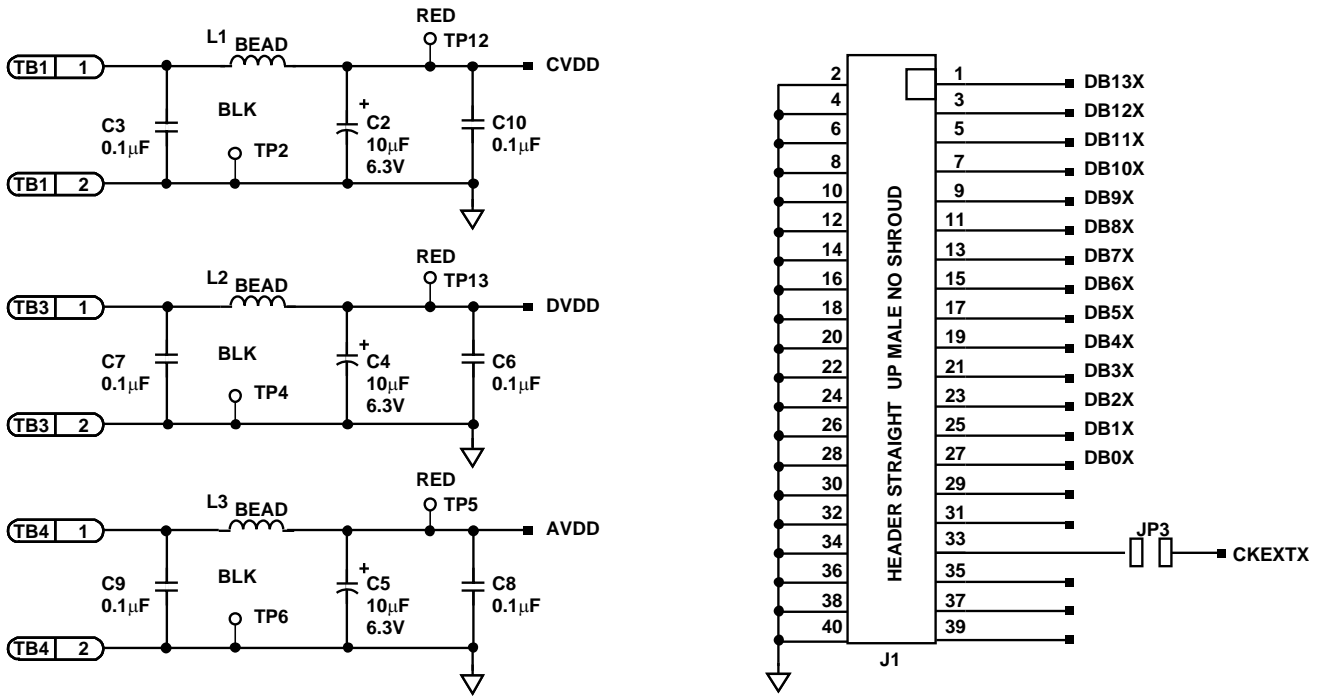 RED
TP12
L1 BEAD
TB1 1
CVDD
BLK
C3
0.1µF
+
C2
10µF
6.3V
C10
0.1µF
TP2
TB1 2
RED
TP13
L2 BEAD
TB3 1
DVDD
BLK
C7
0.1µF
+
C4
10µF
6.3V
C6
0.1µF
TP4
TB3 2
RED
TP5
L3 BEAD
TB4 1
AVDD
BLK
C9
0.1µF
+
C5
10µF
6.3V
C8
0.1µF
TP6
TB4 2
2 1 DB13X
4 3 DB12X
6 5 DB11X
8 7 DB10X
10 9 DB9X
12 11 DB8X
14 13 DB7X
16 15 DB6X
18 17 DB5X
20 19 DB4X
22 21 DB3X
24 23 DB2X
26 25 DB1X
28 27 DB0X
30 29
32 31
34 33 JP3 CKEXTX
36 35
38 37
40 39
HEADER STRAIGHT UP MALE NO SHROUD
J1